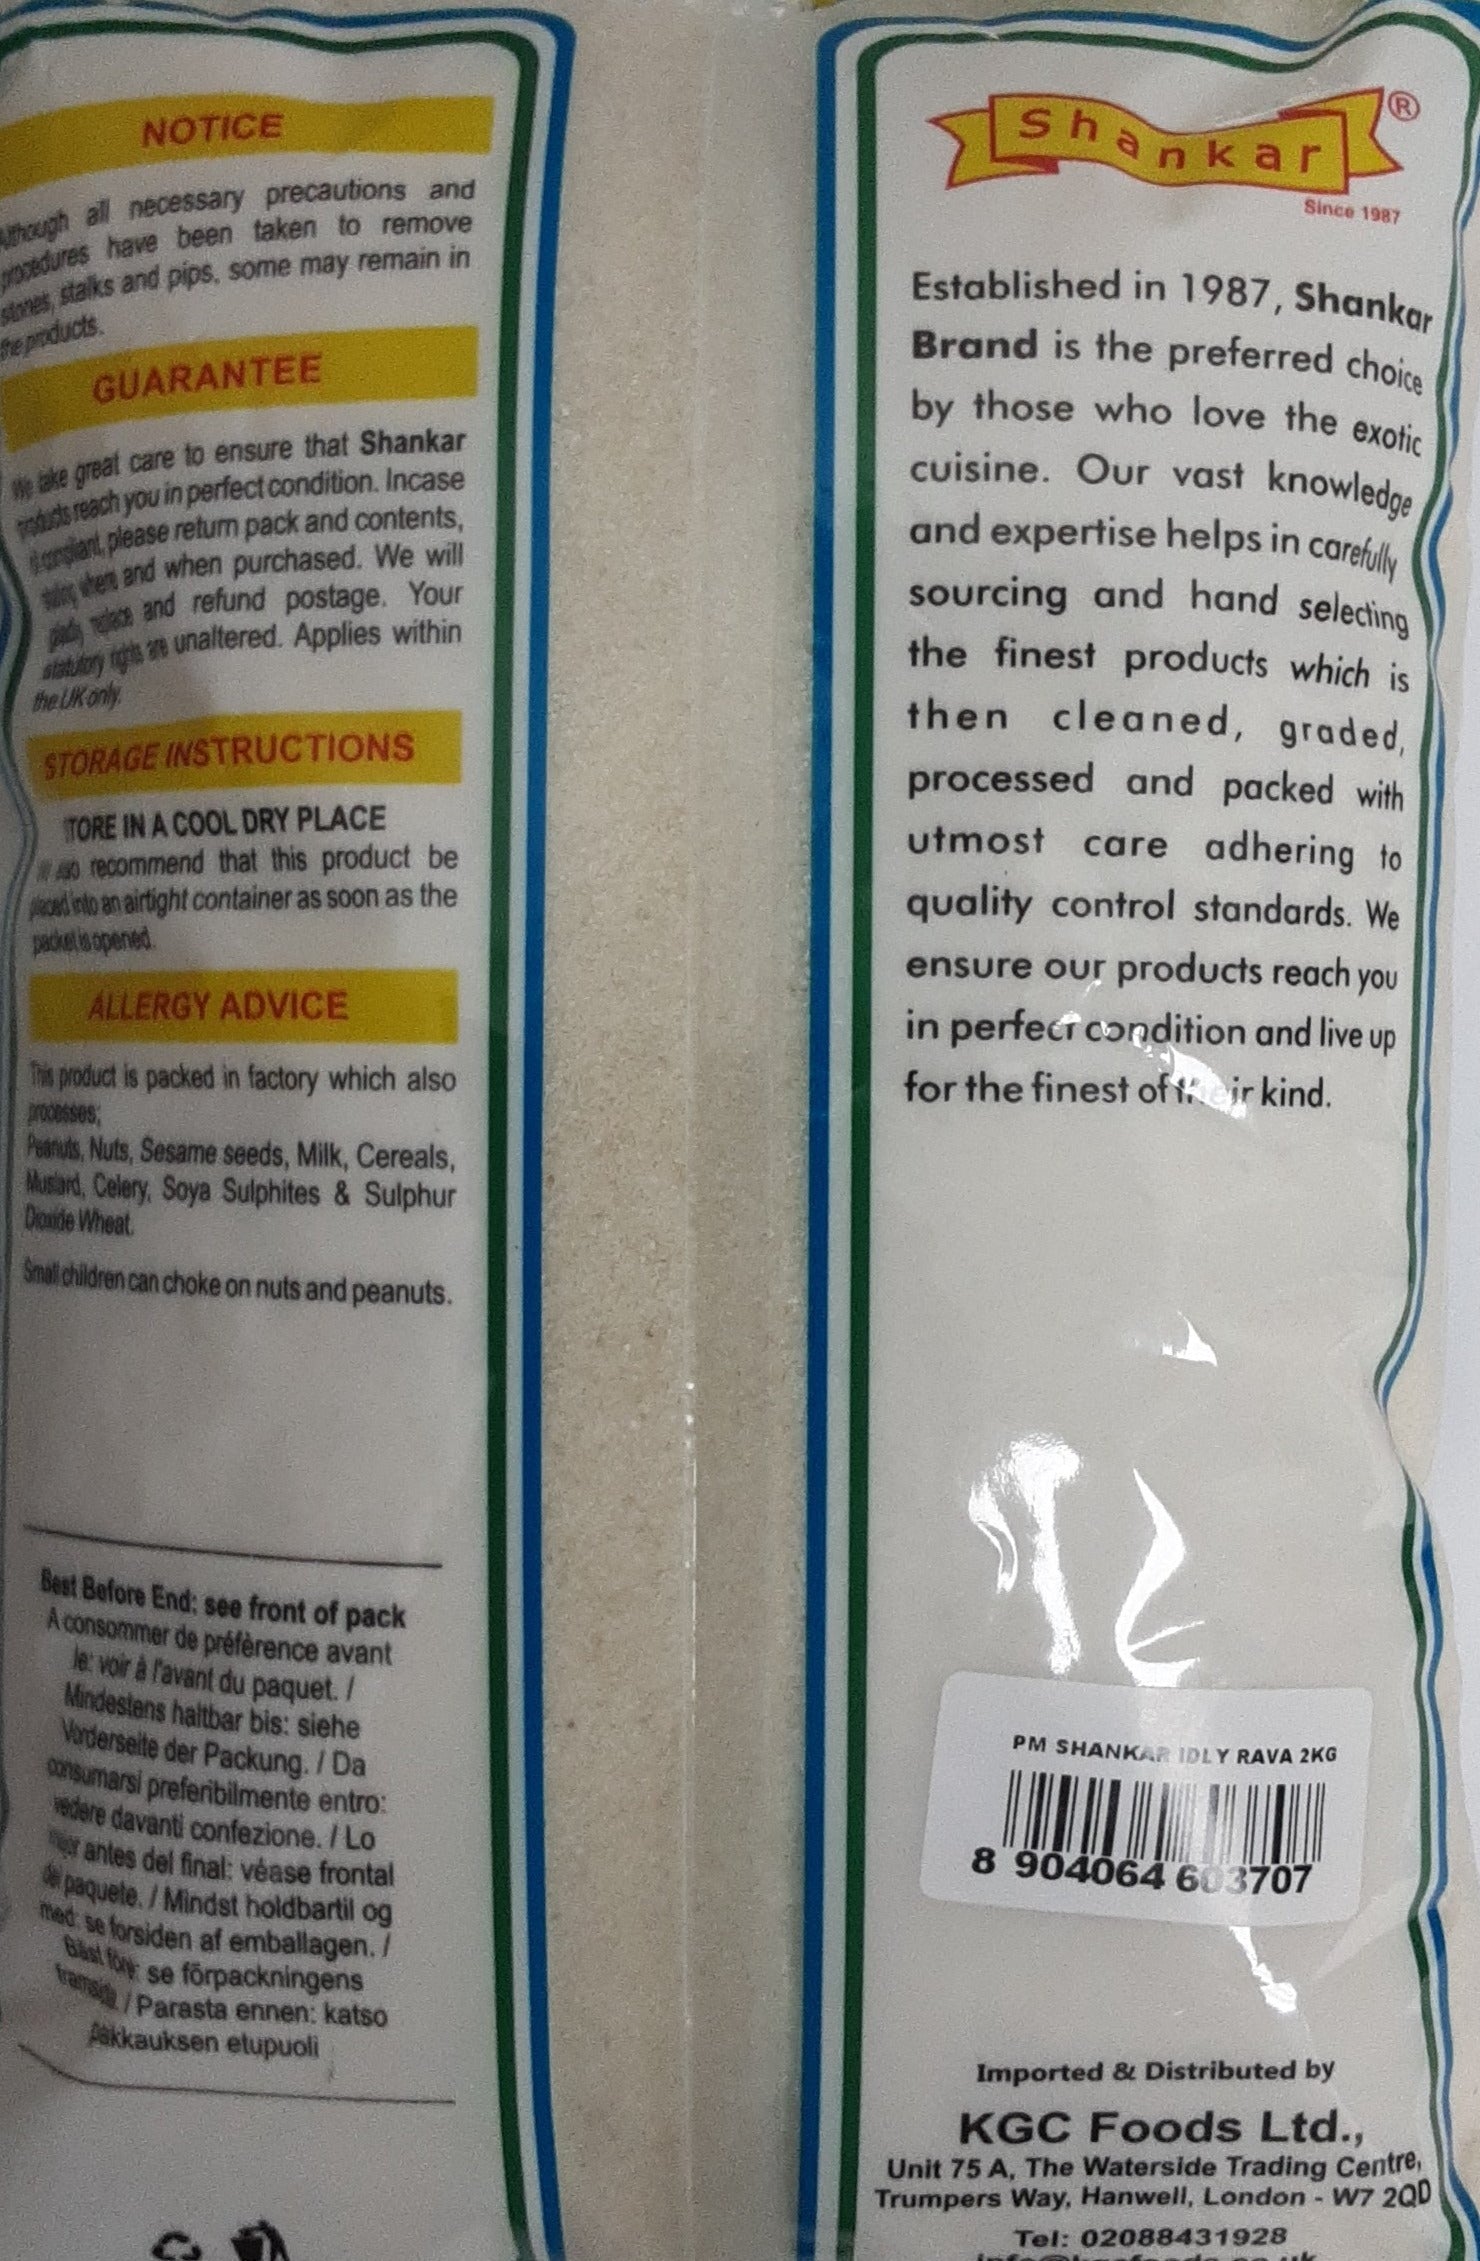 NOTICE
Although all necessary precautions and
procedures have been taken to remove
stones, stalks and pips, some may remain in
the products.
GUARANTEE
We take great care to ensure that Shankar
products reach you in perfect condition. Incase
please return pack and contents,
where and when purchased. We will
gladly replace and refund postage. Your
statutory rights are unaltered. Applies within
the UK only.
STORAGE INSTRUCTIONS
TORE IN A COOL DRY PLACE
recommend that this product be
placed into an airtight container as soon as the
packet is opened.
ALLERGY ADVICE
This product is packed in factory which also
processes;
Peanuts, Nuts, Sesame seeds, Milk, Cereals,
Mustard, Celery, Soya Sulphites & Sulphur
Dioxide Wheat.
Small children can choke on nuts and peanuts.
Best Before End: see front of pack
A consommer de préférence avant
le: voir à l'avant du paquet. /
Mindestens haltbar bis: siehe
Vorderseite der Packung. / Da
consumarsi preferibilmente entro:
vedere davanti confezione. / Lo
antes del final: véase frontal
del paquete. / Mindst holdbartil og
med: se forsiden af emballagen. /
Bäst före: se förpackningens
framsida / Parasta ennen: katso
etupuoli
Shankar®
Since 1987
Established in 1987, Shankar
Brand is the preferred choice
by those who love the exotic
cuisine. Our vast knowledge
and expertise helps in carefully
sourcing and hand selecting
the finest products which is
then cleaned, graded,
processed and packed with
utmost care adhering to
quality control standards. We
ensure our products reach you
in perfect condition and live up
for the finest of their kind.
PM SHANKAR IDLY RAVA 2KG
8 904064 603707
Imported & Distributed by
KGC Foods Ltd.,
Unit 75 A, The Waterside Trading Centre,
Trumpers Way, Hanwell, London - W7 2QD
Tel: 02088431928